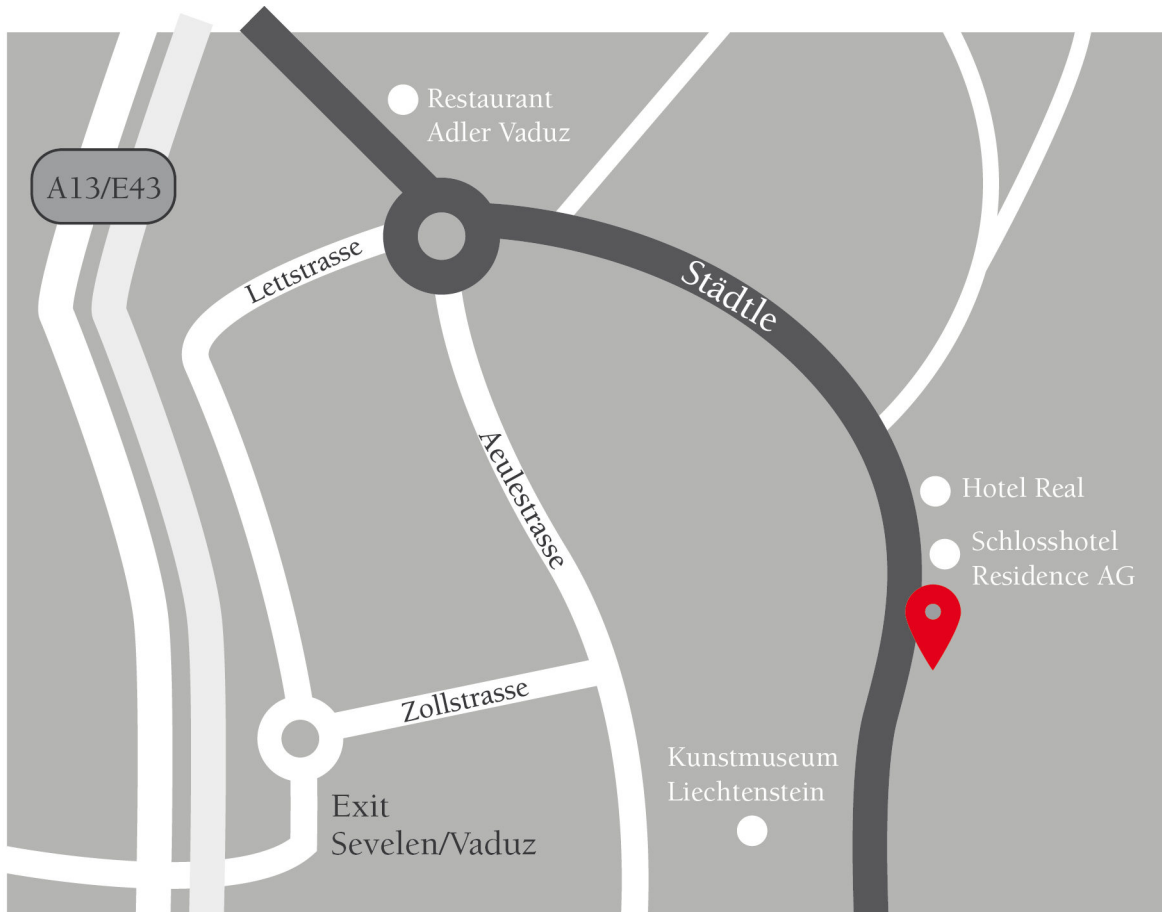 Restaurant
Adler Vaduz
A13/E43
Lettstrasse
Städtle
Aeulestrasse
Hotel Real
Schlosshotel
Residence AG
Zollstrasse
Kunstmuseum
Liechtenstein
Exit
Sevelen/Vaduz